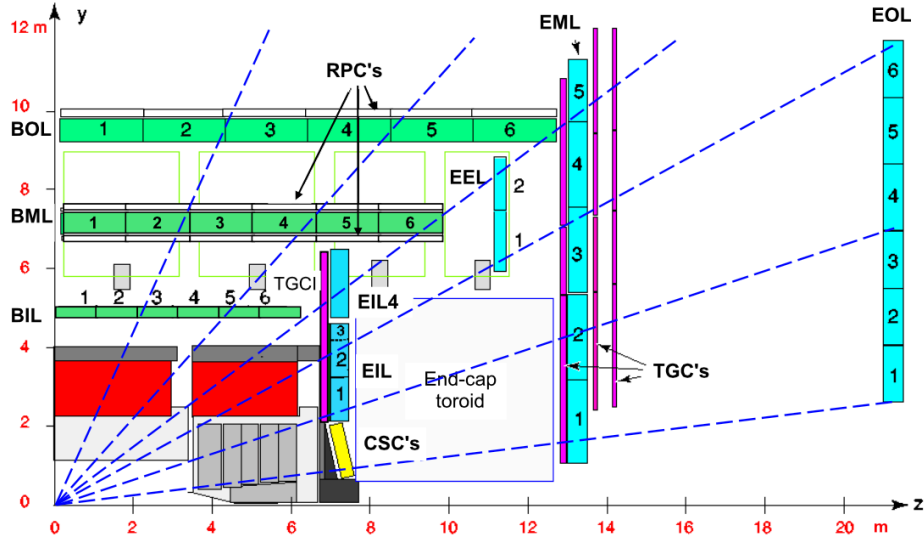 12 m
y
EML
EOL
RPC's
10
BOL
1 2 3 4 5 6
8
BML
1 2 3 4 5 6
EEL
2
1
6
TGCI
1 2 3 4 5 6
BIL
EIL4
4
3
2
1
EIL
End-cap
toroid
2
CSC's
5
4
3
2
1
TGC's
6
5
4
3
2
1
0
z
0 2 4 6 8 10 12 14 16 18 20 m